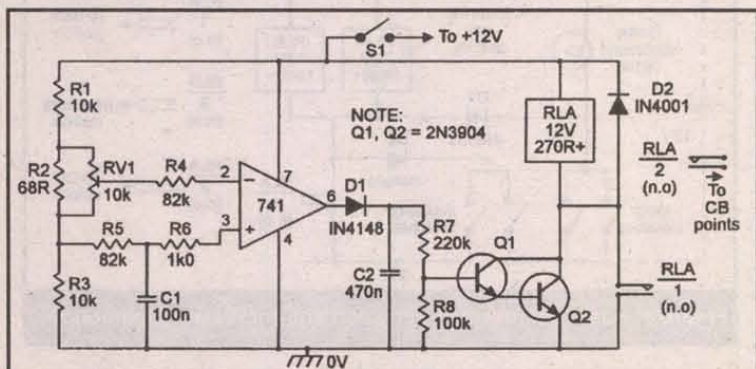 To +12V
S1
R1
10k
R2
68R
RV1
10k
R4
82k
R5
82k
R6
1k0
R3
10k
C1
100n
2
3
7
6
4
741
D1
IN4148
NOTE:
Q1, Q2 = 2N3904
C2
470n
R7
220k
R8
100k
Q1
Q2
RLA
12V
270R+
D2
IN4001
RLA
2
(n.o)
To
CB
points
RLA
1
(n.o)
0V